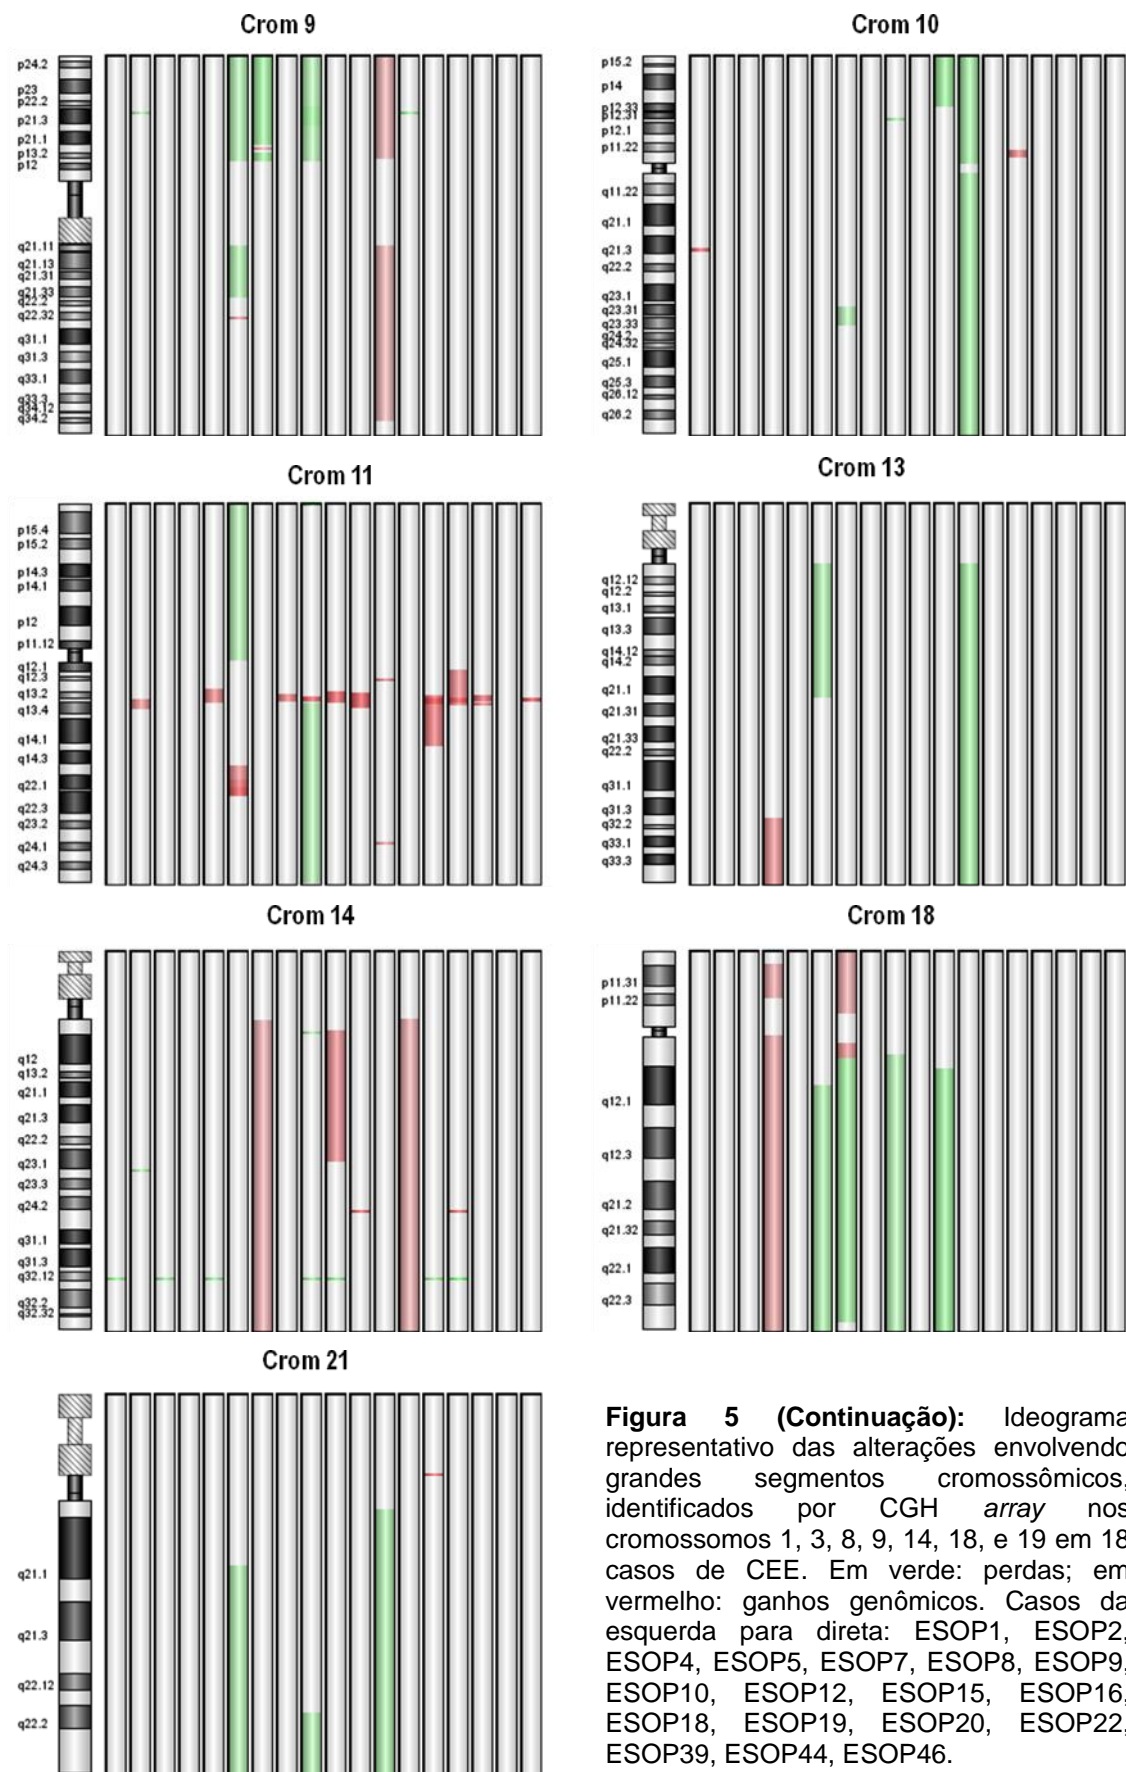 Crom 9
p24.2
p23
p22.2
p21.3
p21.1
p13.2
p12
q21.11
q21.13
q21.31
q21.33
q22.2
q22.32
q31.1
q31.3
q33.1
q33.3
q34.12
q34.2
Crom 10
p15.2
p14
p12.33
p12.31
p12.1
p11.22
q11.22
q21.1
q21.3
q22.2
q23.1
q23.31
q23.33
q24.2
q24.32
q25.1
q25.3
q26.12
q26.2
Crom 11
p15.4
p15.2
p14.3
p14.1
p12
p11.12
q12.1
q12.3
q13.2
q13.4
q14.1
q14.3
q22.1
q22.3
q23.2
q24.1
q24.3
Crom 13
q12.12
q12.2
q13.1
q13.3
q14.12
q14.2
q21.1
q21.31
q21.33
q22.2
q31.1
q31.3
q32.2
q33.1
q33.3
Crom 14
q12
q13.2
q21.1
q21.3
q22.2
q23.1
q23.3
q24.2
q31.1
q31.3
q32.12
q32.2
q32.32
Crom 18
p11.31
p11.22
q12.1
q12.3
q21.2
q21.32
q22.1
q22.3
Crom 21
q21.1
q21.3
q22.12
q22.2
Figura 5 (Continuação): Ideograma
representativo das alterações envolvendo
grandes segmentos cromossômicos,
identificados por CGH array nos
cromossomos 1, 3, 8, 9, 14, 18, e 19 em 18
casos de CEE. Em verde: perdas; em
vermelho: ganhos genômicos. Casos da
esquerda para direta: ESOP1, ESOP2,
ESOP4, ESOP5, ESOP7, ESOP8, ESOP9,
ESOP10, ESOP12, ESOP15, ESOP16,
ESOP18, ESOP19, ESOP20, ESOP22,
ESOP39, ESOP44, ESOP46.